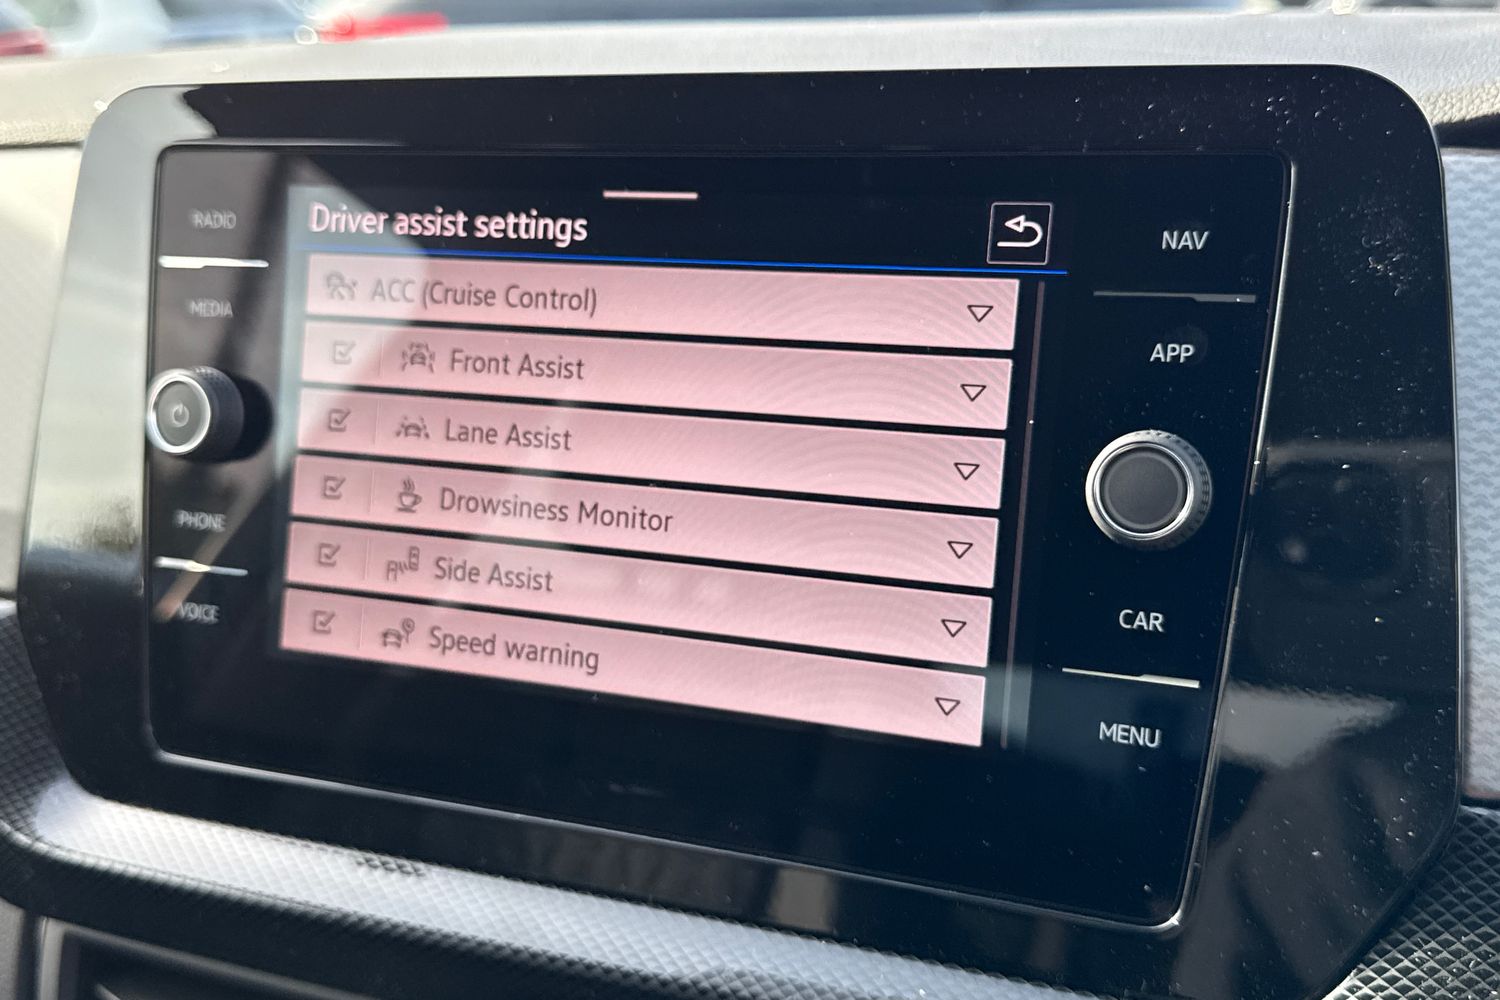 RADIO
MEDIA
PHONE
VOICE
Driver assist settings
ACC (Cruise Control)
Front Assist
Lane Assist
Drowsiness Monitor
Side Assist
Speed warning
NAV
APP
CAR
MENU